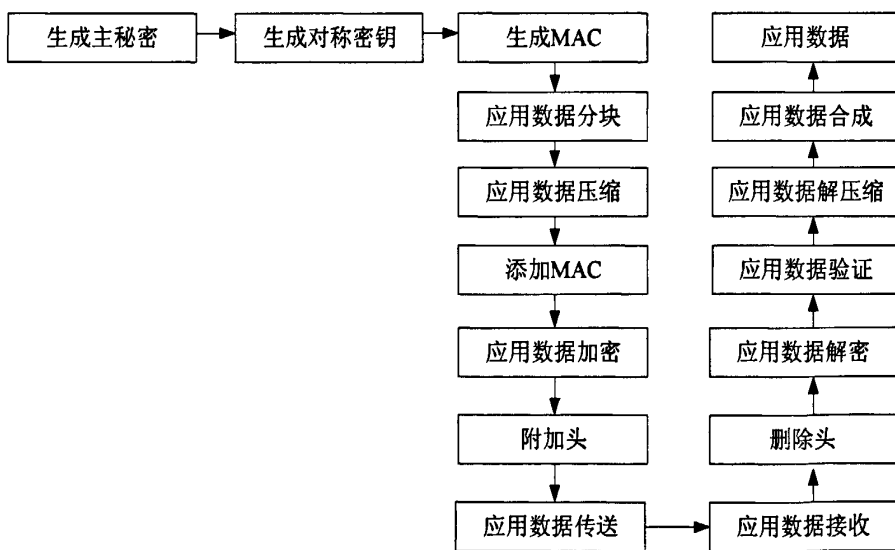 生成主秘密
生成对称密钥
生成MAC
应用数据
应用数据分块
应用数据合成
应用数据压缩
应用数据解压缩
添加MAC
应用数据验证
应用数据加密
应用数据解密
附加头
删除头
应用数据传送
应用数据接收